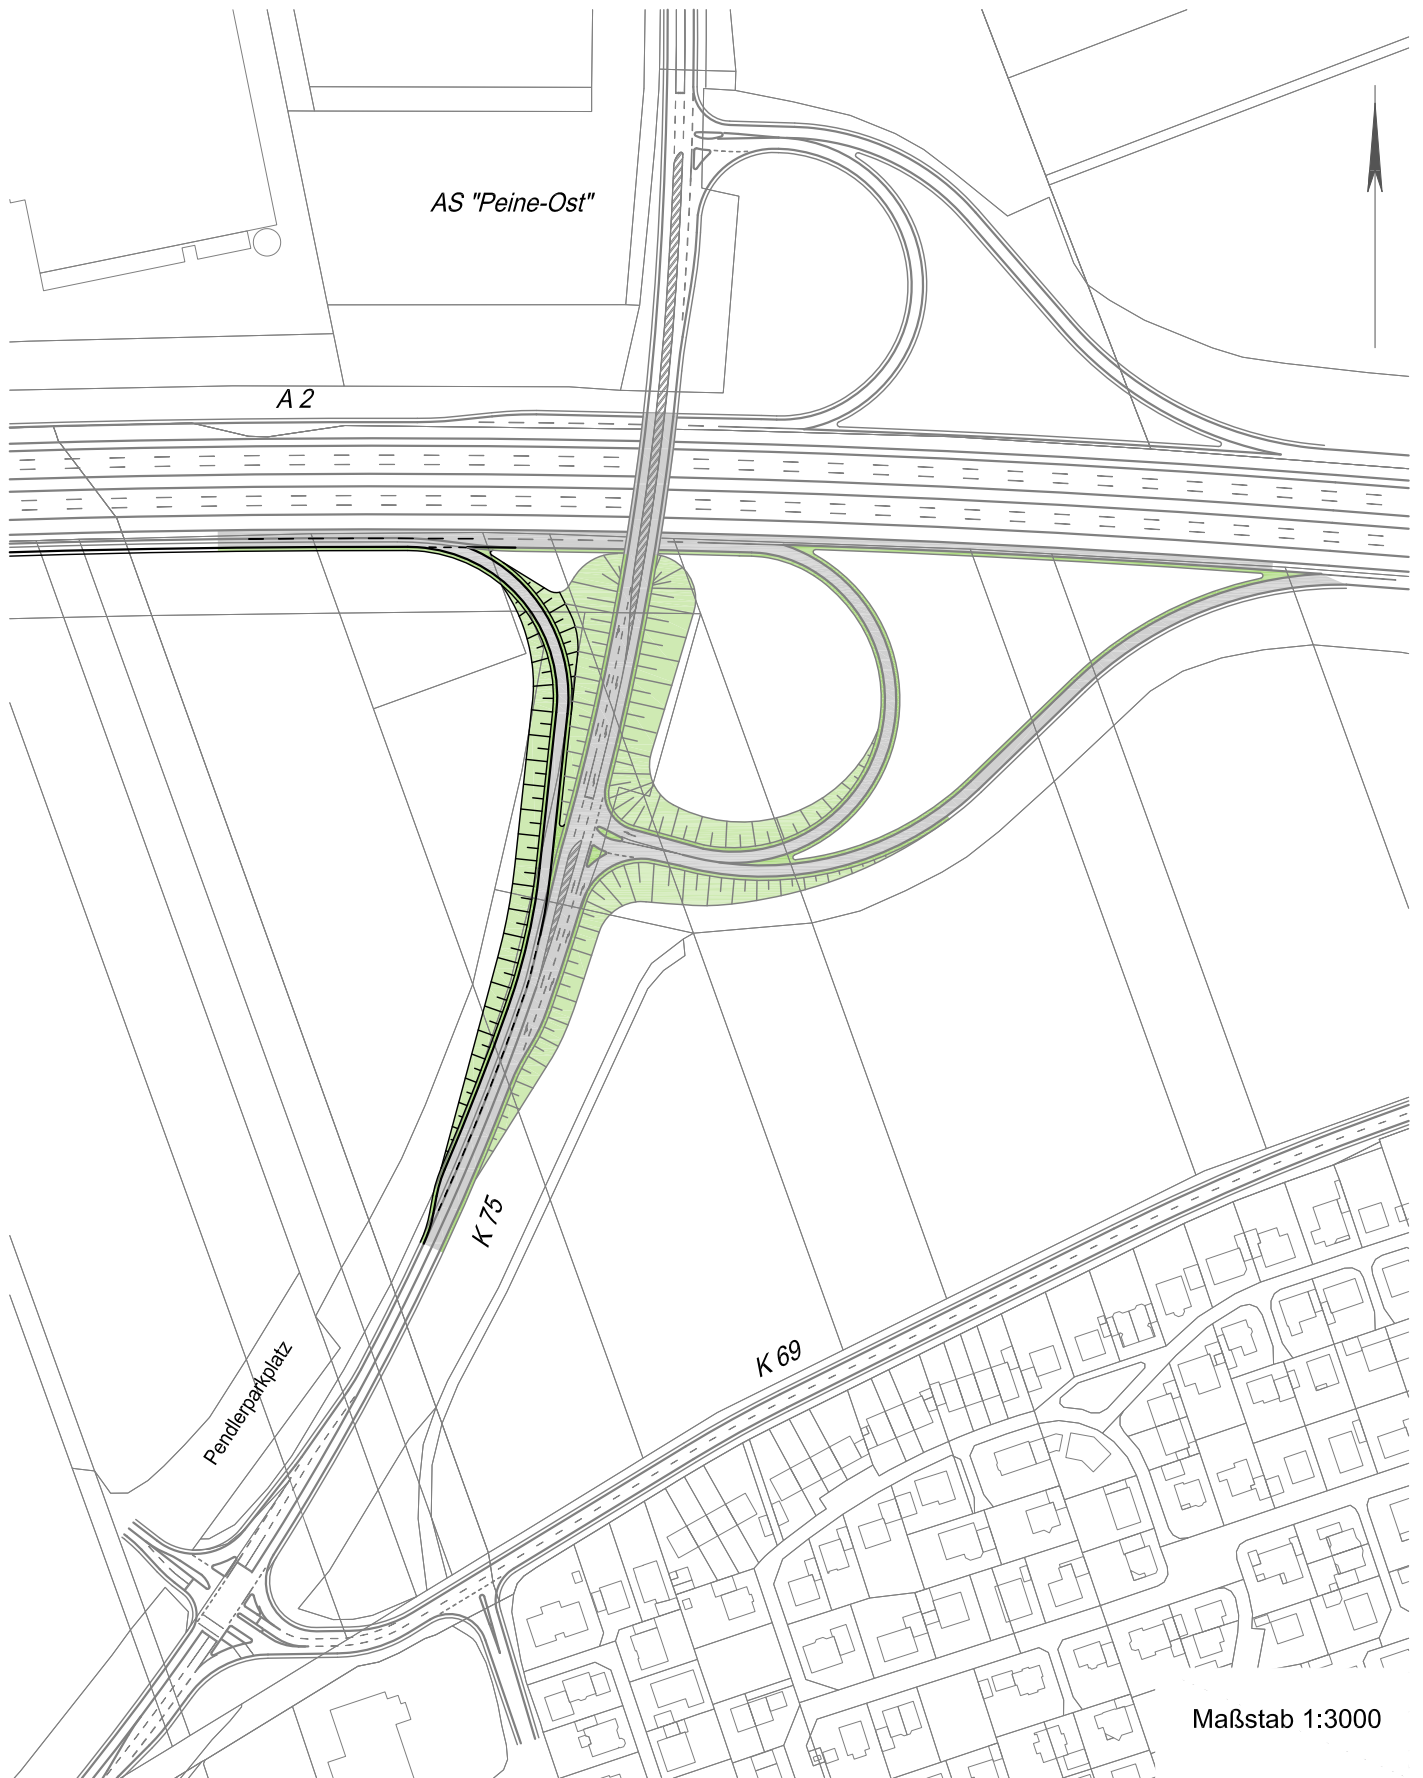 AS "Peine-Ost"
A 2
K 75
K 69
Pendlerparkplatz
Maßstab 1:3000